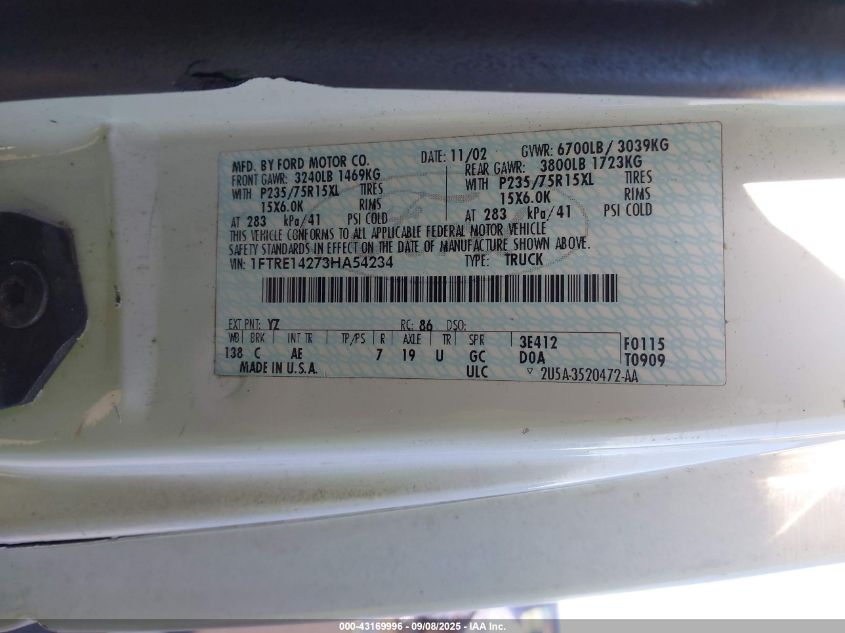 MFD. BY FORD MOTOR CO. DATE: 11/02 GVWR: 6700LB/ 3039KG
FRONT GAWR: 3240LB 1469KG REAR GAWR: 3800LB 1723KG
WITH P235/75R15XL TIRES WITH P235/75R15XL TIRES
15X6.0K RIMS 15X6.0K RIMS
AT 283 kPa/41 PSI COLD AT 283 kPa/41 PSI COLD
THIS VEHICLE CONFORMS TO ALL APPLICABLE FEDERAL MOTOR VEHICLE
SAFETY STANDARDS IN EFFECT ON THE DATE OF MANUFACTURE SHOWN ABOVE.
VIN: 1FTRE14273HA54234 TYPE: TRUCK
EXT PNT: YZ RC: 86 DSO:
WB BRK INT TR TP/PS R AXLE TR SPR 3E412 F0115
138 C AE 7 19 U GC DOA T0909
MADE IN U.S.A. ULC ▽ 2U5A-3520472-AA
000-43169996 - 09/08/2025 - IAA Inc.